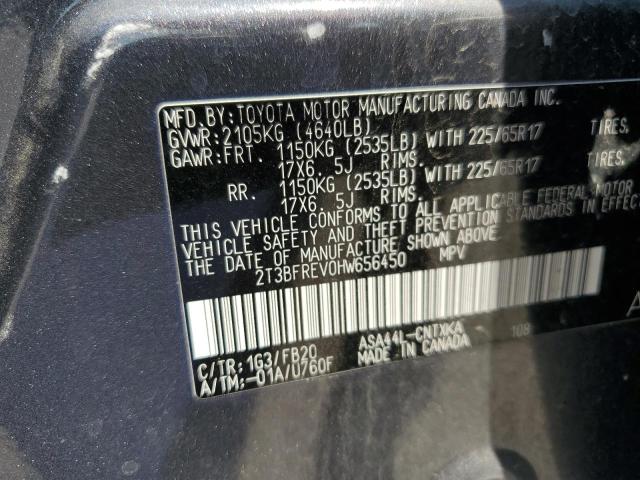 MFD. BY: TOYOTA MOTOR MANUFACTURING CANADA INC.
GVWR: 2105KG (4640LB)
GAWR: FRT. 1150KG (2535LB) WITH 225/65R17 TIRES,
17X6. 5J RIMS.
RR. 1150KG (2535LB) WITH 225/65R17 TIRES,
17X6. 5J RIMS.
THIS VEHICLE CONFORMS TO ALL APPLICABLE FEDERAL MOTOR
VEHICLE SAFETY AND THEFT PREVENTION STANDARDS IN EFFECT
THE DATE OF MANUFACTURE SHOWN ABOVE.
2T3BFREV0HW656450 MPV
ASA44L-CNTXKA 108
C/TR: 1G3/FB20 MADE IN CANADA
A/TM: -01A/U760F